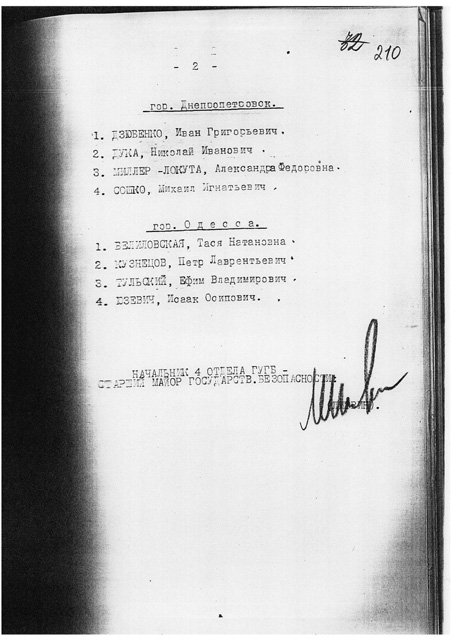 82 210
- 2 -
гор. Днепропетровск.
1. ДЗЮБЕНКО, Иван Григорьевич.
2. ДУКА, Николай Иванович.
3. МИЛЛЕР -ЛОКУТА, Александра Федоровна.
4. СОШКО, Михаил Игнатьевич.
гор. О д е с с а.
1. БЕЛИЛОВСКАЯ, Тася Натановна.
2. КУЗНЕЦОВ, Петр Лаврентьевич.
3. ТУЛЬСКИЙ, Ефим Владимирович.
4. ЮЗЕВИЧ, Исаак Осипович.
НАЧАЛЬНИК 4 ОТДЕЛА ГУГБ -
СТАРШИЙ МАЙОР ГОСУДАРСТВ.БЕЗОПАСНОСТИ: